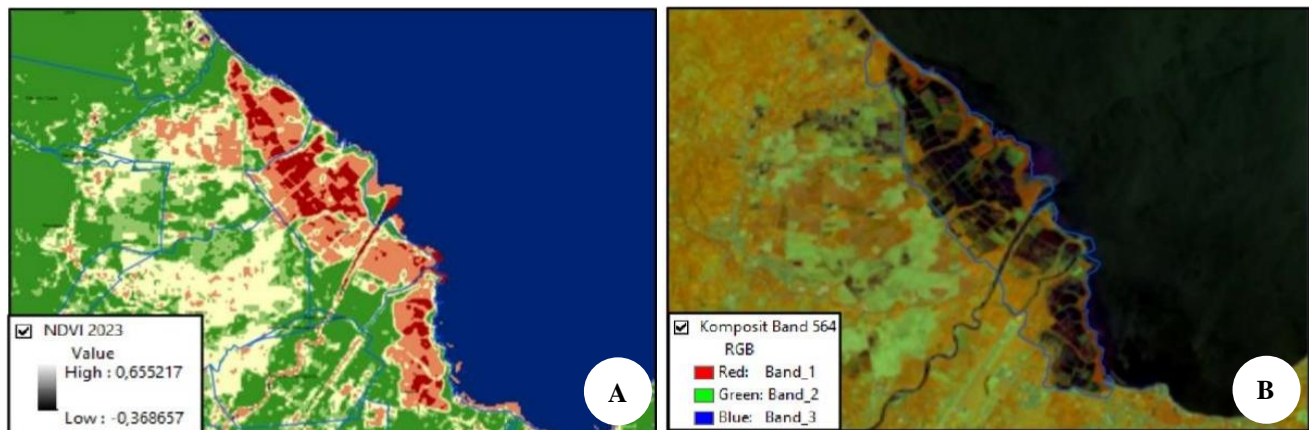 NDVI 2023
Value
High : 0,655217
Low : -0,368657
A
Komposit Band 564
RGB
Red: Band_1
Green: Band_2
Blue: Band_3
B